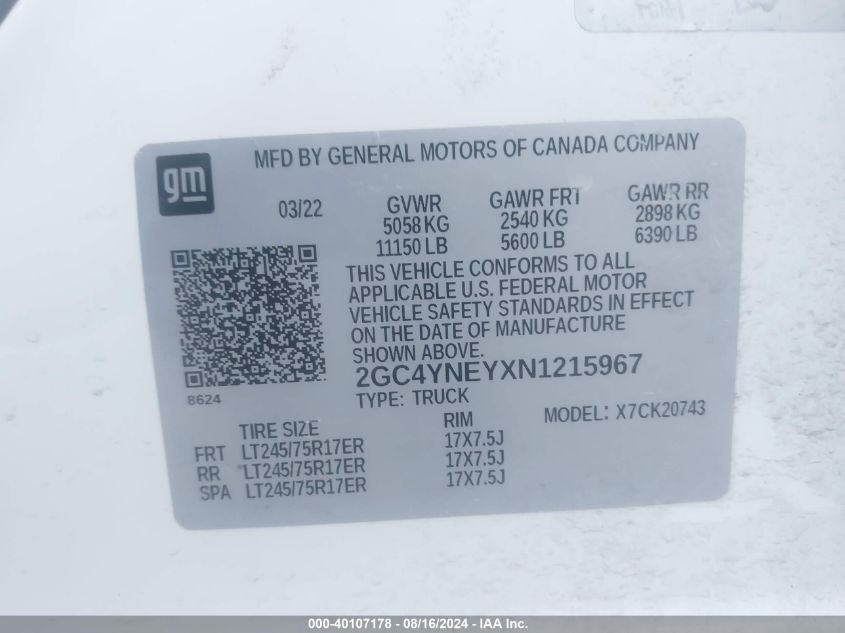 gm
MFD BY GENERAL MOTORS OF CANADA COMPANY
03/22 GVWR GAWR FRT GAWR RR
5058 KG 2540 KG 2898 KG
11150 LB 5600 LB 6390 LB
THIS VEHICLE CONFORMS TO ALL
APPLICABLE U.S. FEDERAL MOTOR
VEHICLE SAFETY STANDARDS IN EFFECT
ON THE DATE OF MANUFACTURE
SHOWN ABOVE.
8624
2GC4YNEYXN1215967
TYPE: TRUCK MODEL: X7CK20743
TIRE SIZE RIM
FRT LT245/75R17ER 17X7.5J
RR LT245/75R17ER 17X7.5J
SPA LT245/75R17ER 17X7.5J
000-40107178 - 08/16/2024 - IAA Inc.